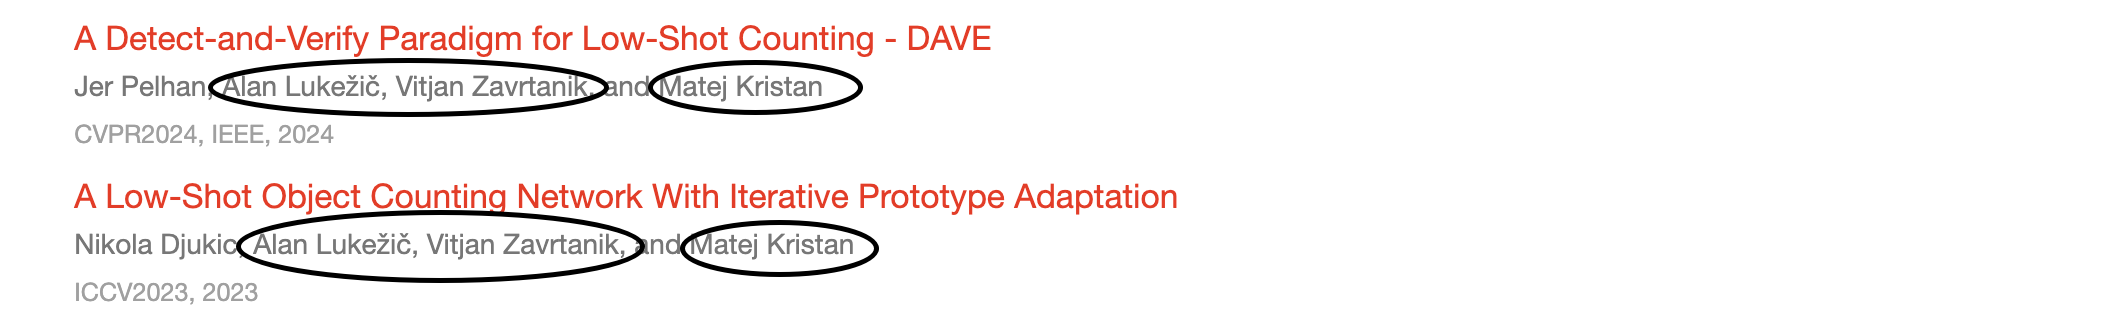 A Detect-and-Verify Paradigm for Low-Shot Counting - DAVE
Jer Pelhan, Alan Lukežič, Vitjan Zavrtanik, and Matej Kristan
CVPR2024, IEEE, 2024
A Low-Shot Object Counting Network With Iterative Prototype Adaptation
Nikola Djukic, Alan Lukežič, Vitjan Zavrtanik, and Matej Kristan
ICCV2023, 2023